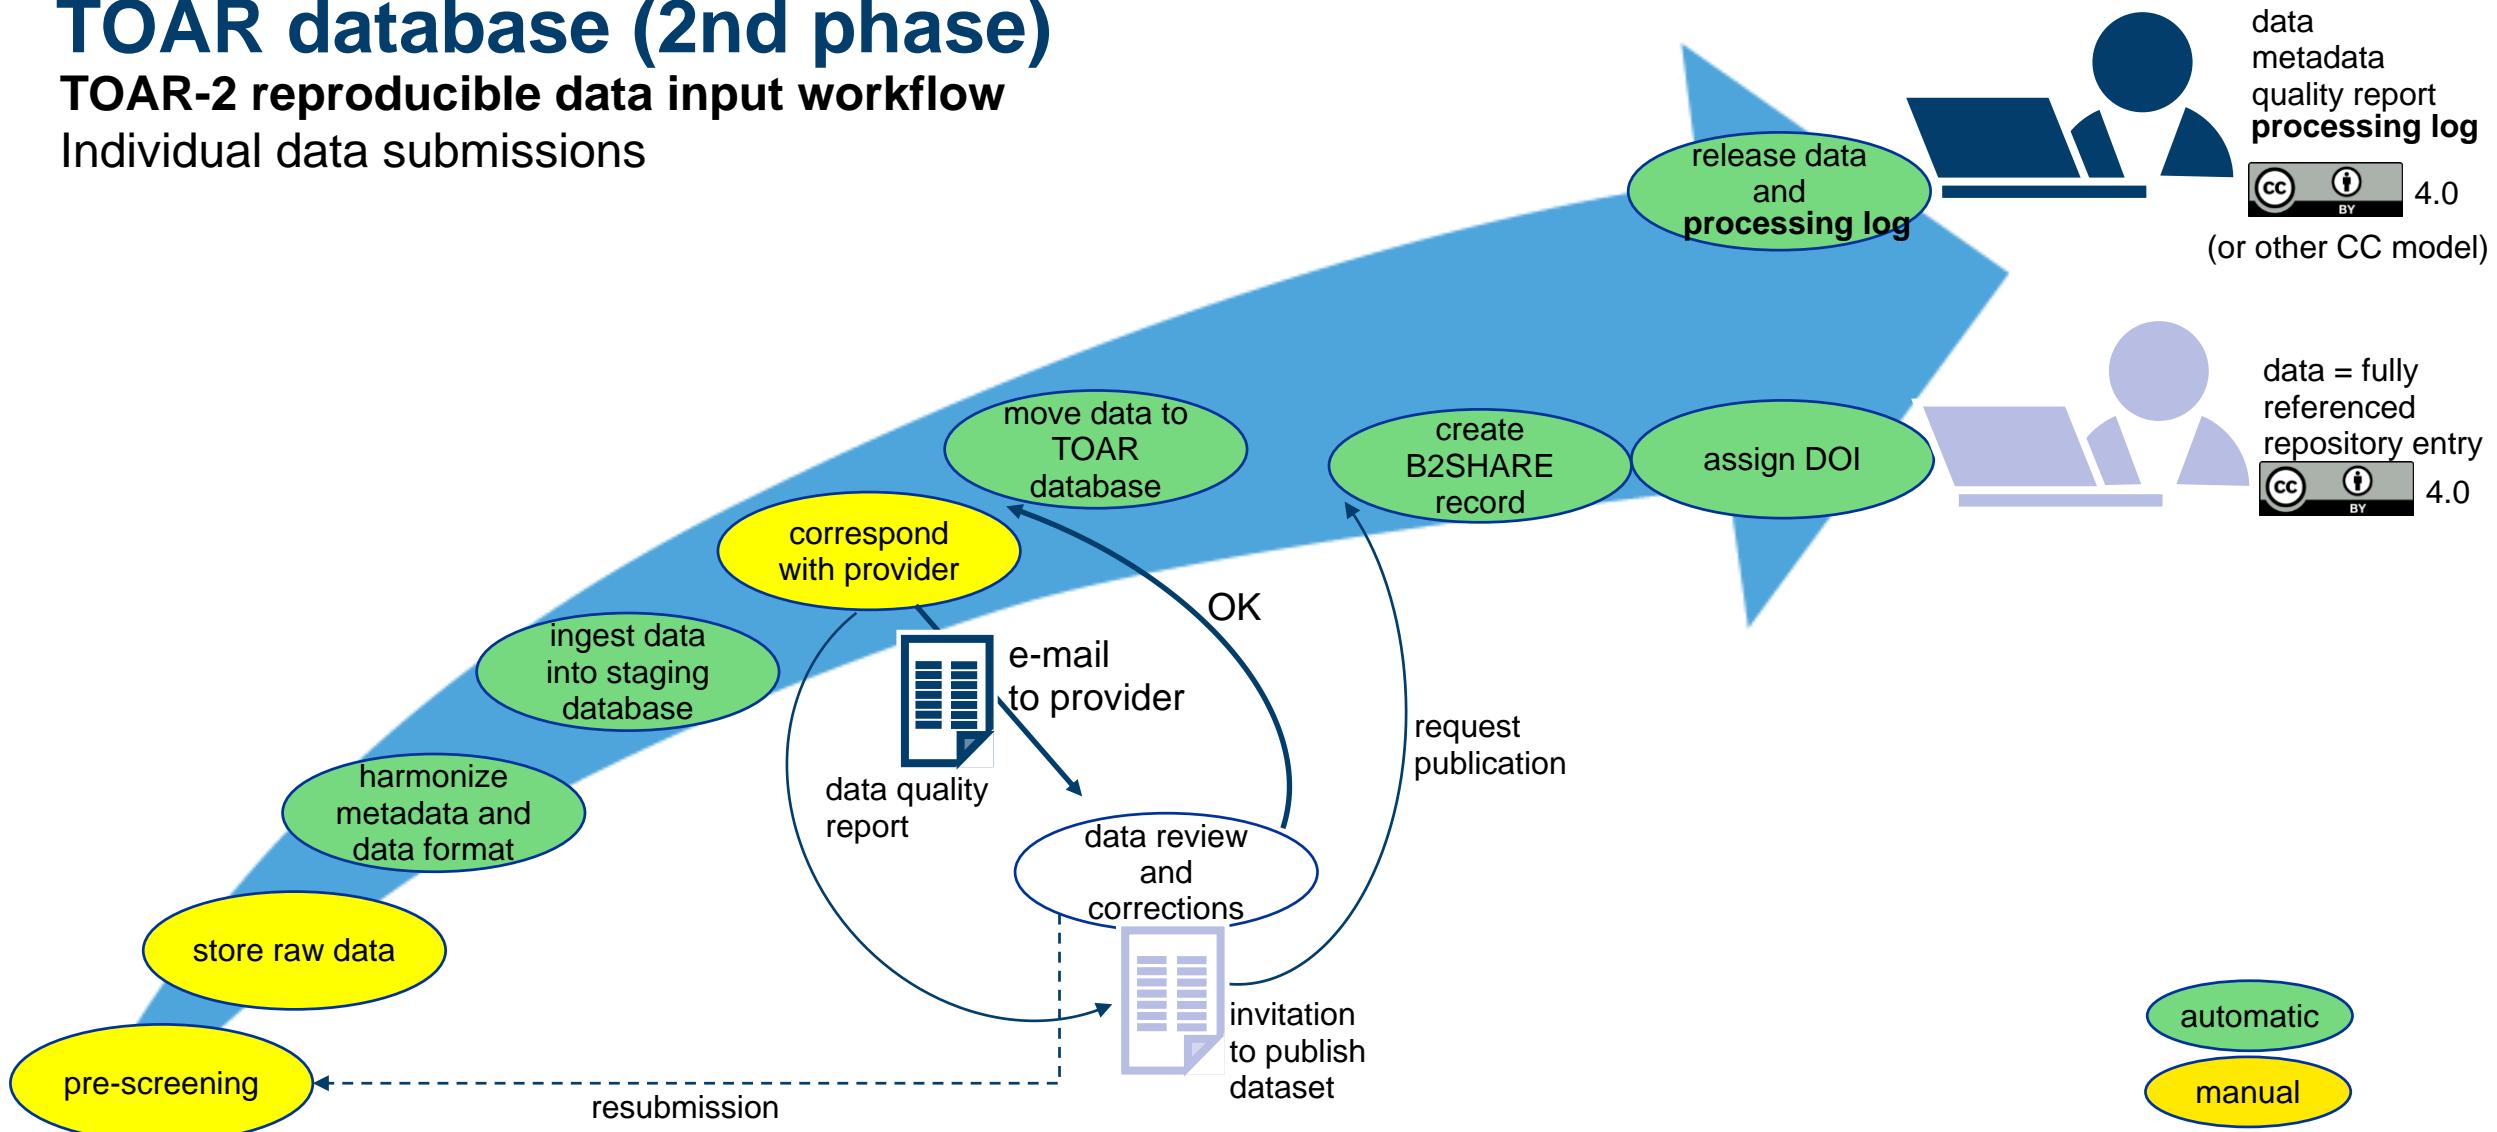 TOAR database (2nd phase)
TOAR-2 reproducible data input workflow
Individual data submissions
data
metadata
quality report
processing log
cc
BY
4.0
(or other CC model)
release data
and
processing log
data = fully
referenced
repository entry
cc
BY
4.0
move data to
TOAR
database
create
B2SHARE
record
assign DOI
correspond
with provider
OK
ingest data
into staging
database
e-mail
to provider
request
publication
harmonize
metadata and
data format
data quality
report
data review
and
corrections
store raw data
invitation
to publish
dataset
pre-screening
resubmission
automatic
manual